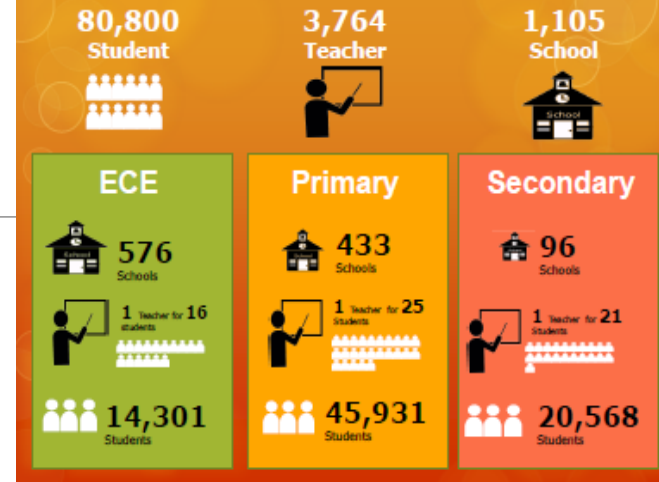 80,800
Student
3,764
Teacher
1,105
School
School
ECE
School
576
Schools
1 Teacher for 16
students
14,301
Students
Primary
433
Schools
1 Teacher for 25
Students
45,931
Students
Secondary
96
Schools
1 Teacher for 21
Students
20,568
Students